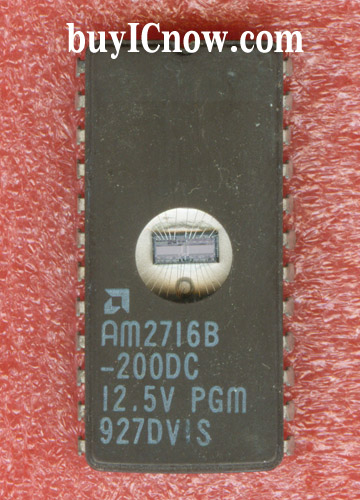 buyICnow.com
AM2716B
-200DC
12.5V PGM
927DVIS